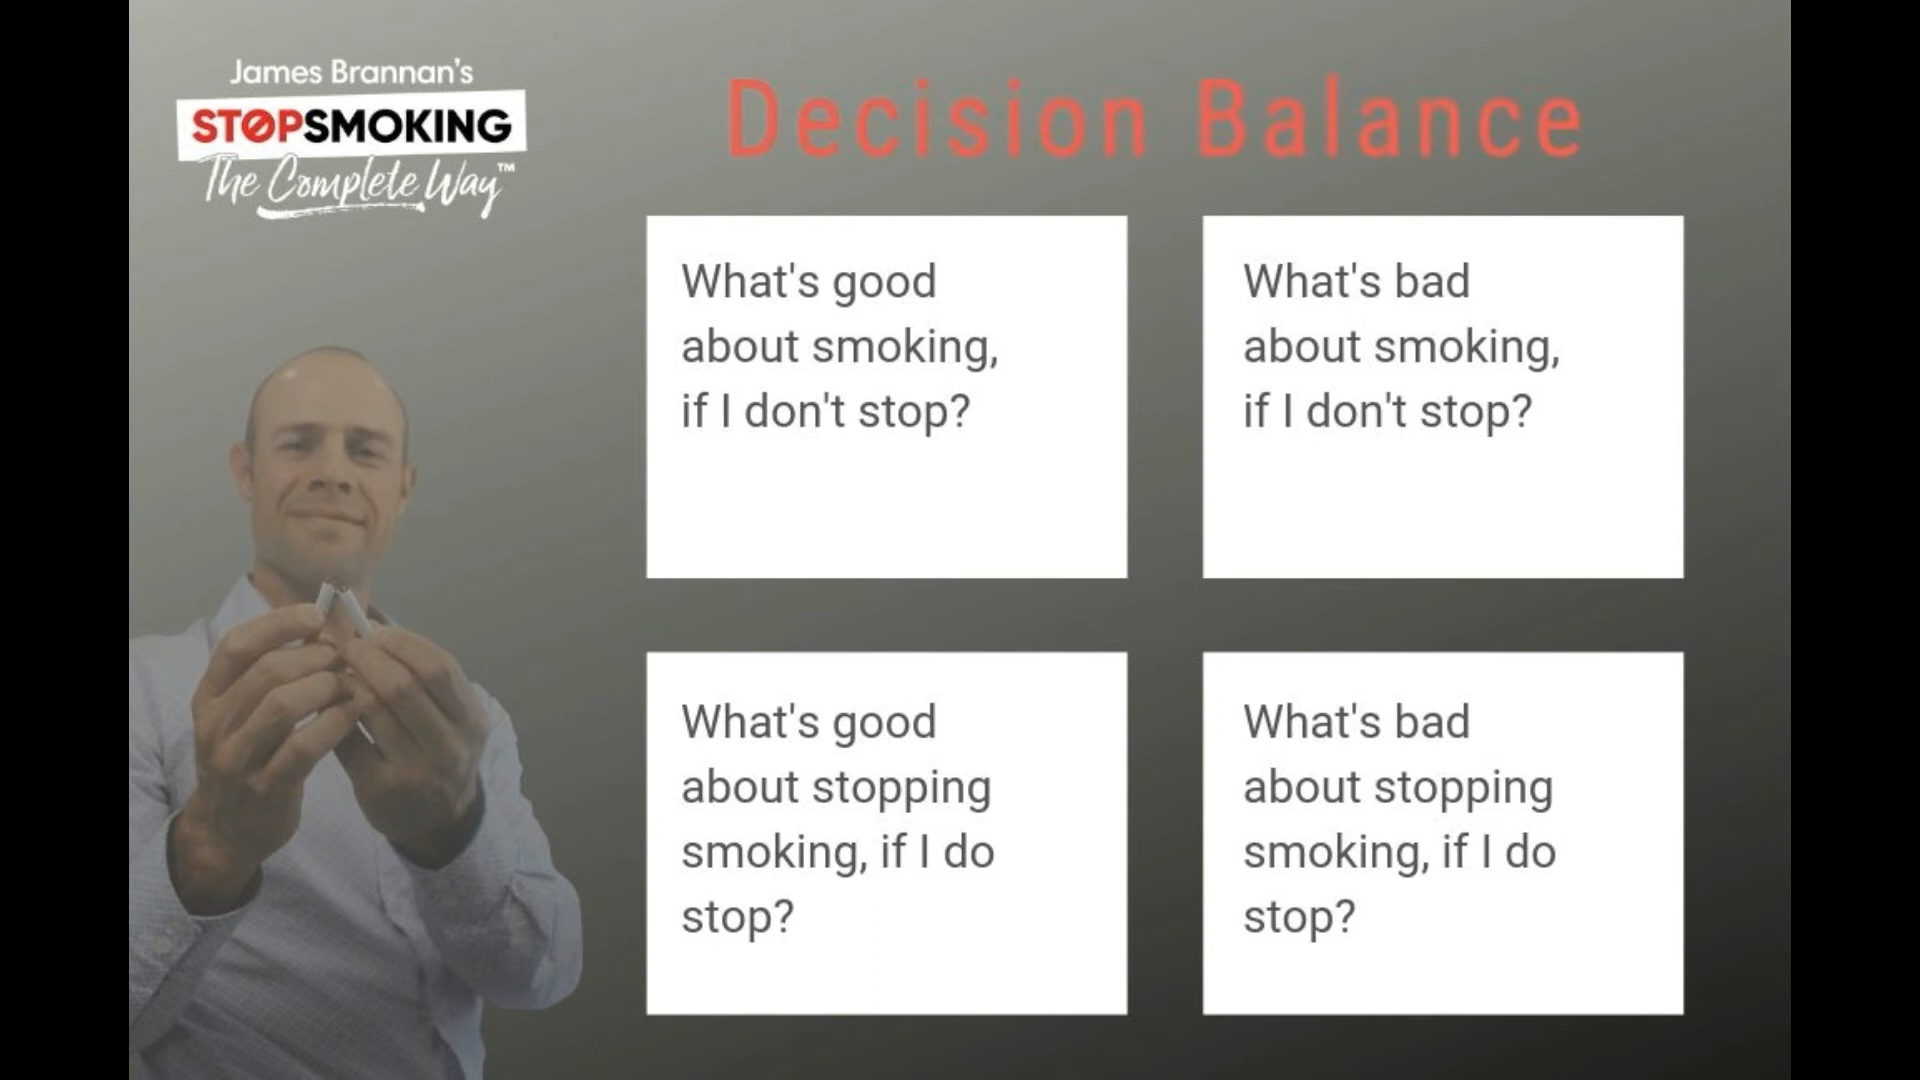 James Brannan's
STOPSMOKING
The Complete Way™
Decision Balance
What's good
about smoking,
if I don't stop?
What's bad
about smoking,
if I don't stop?
What's good
about stopping
smoking, if I do
stop?
What's bad
about stopping
smoking, if I do
stop?